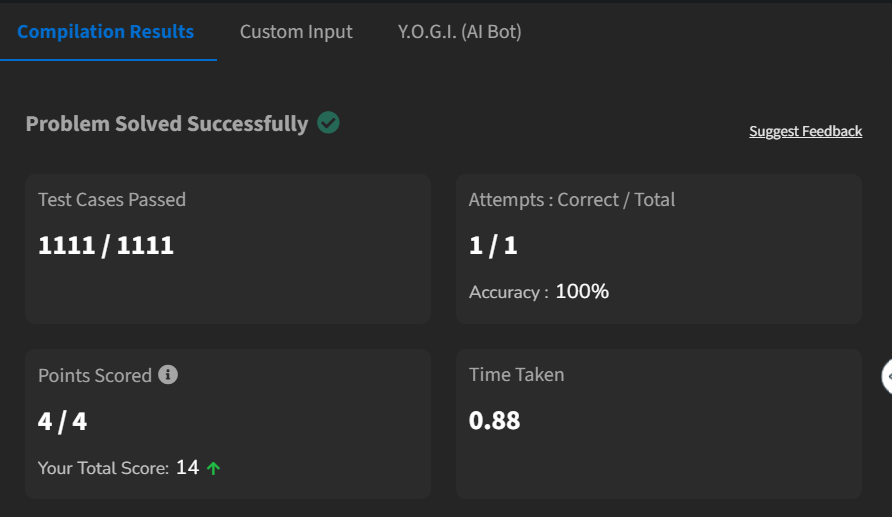 Compilation Results Custom Input Y.O.G.I. (AI Bot)
Problem Solved Successfully
Suggest Feedback
Test Cases Passed
1111 / 1111
Attempts : Correct / Total
1 / 1
Accuracy : 100%
Points Scored
4 / 4
Your Total Score: 14
Time Taken
0.88